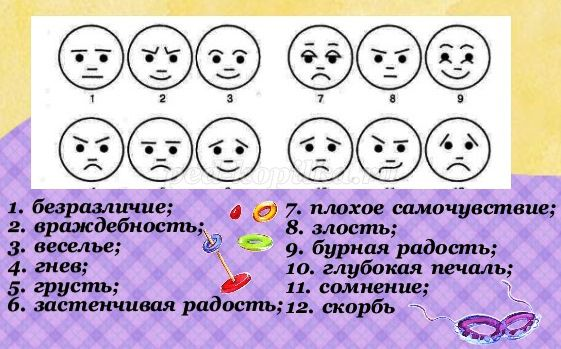 1 2 3 7 8 9
1. безразличие;
2. враждебность;
3. веселье;
4. гнев;
5. грусть;
6. застенчивая радость;
7. плохое самочувствие;
8. злость;
9. бурная радость;
10. глубокая печаль;
11. сомнение;
12. скорбь